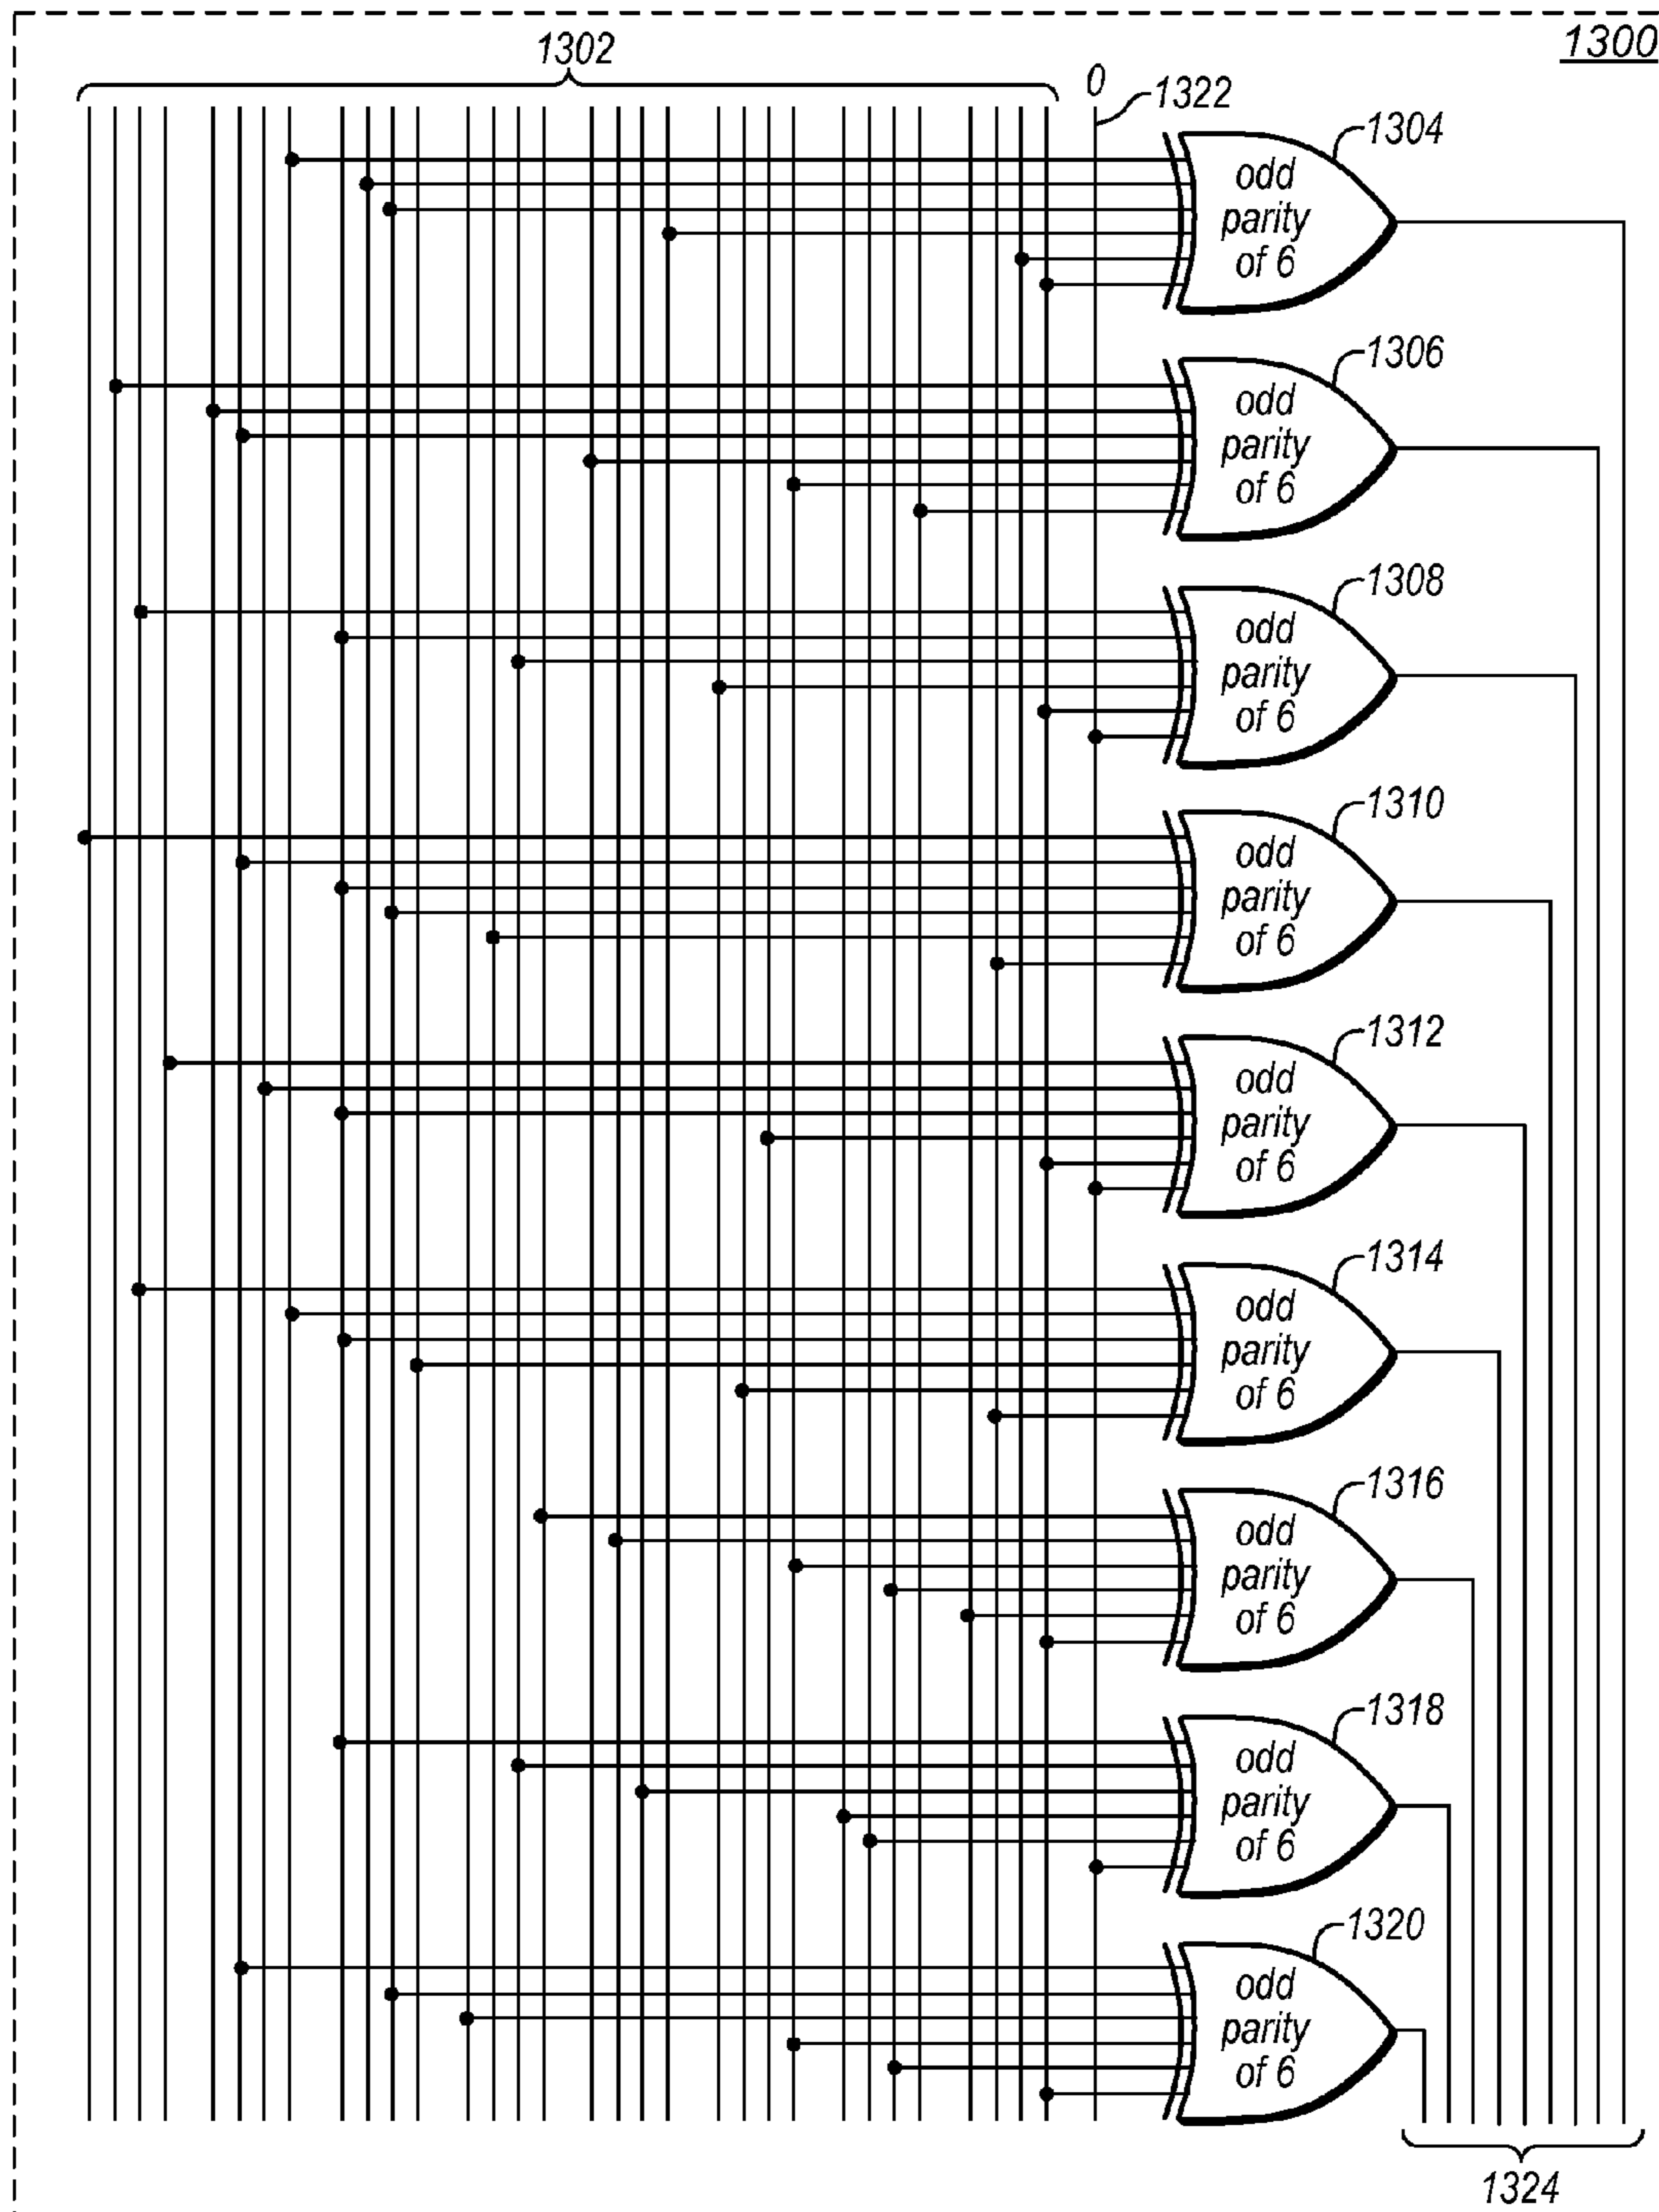 1300
1302
0
1322
1304
odd
parity
of 6
1306
odd
parity
of 6
1308
odd
parity
of 6
1310
odd
parity
of 6
1312
odd
parity
of 6
1314
odd
parity
of 6
1316
odd
parity
of 6
1318
odd
parity
of 6
1320
odd
parity
of 6
1324